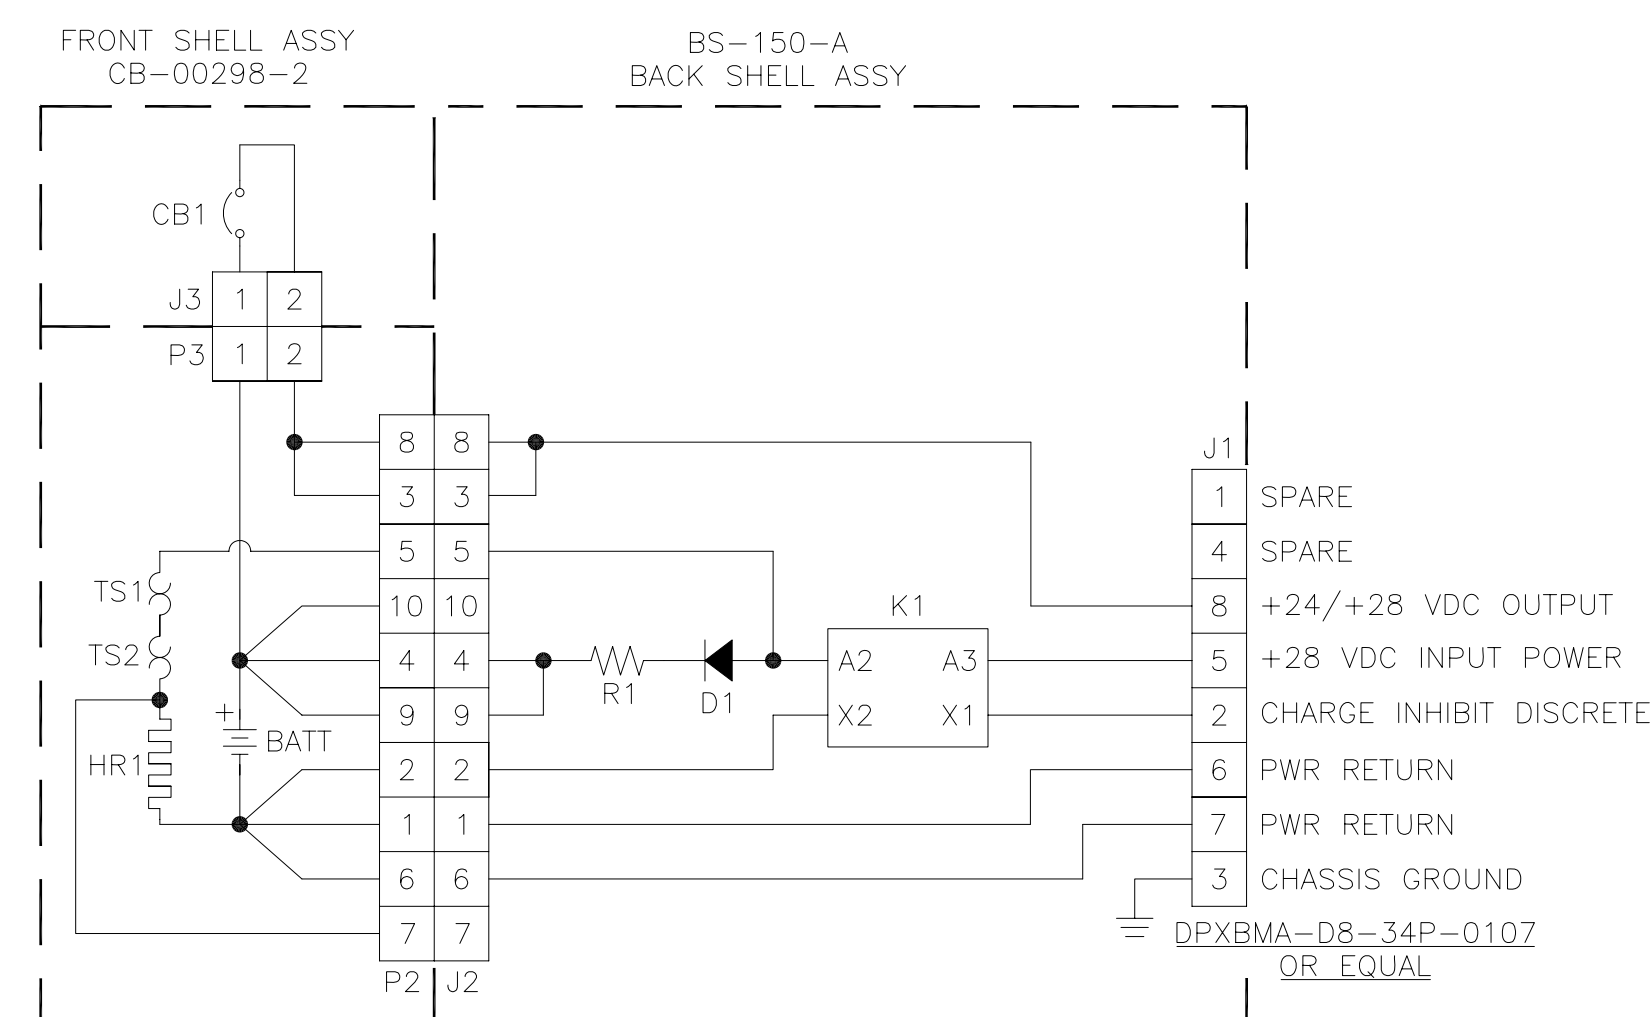 FRONT SHELL ASSY
CB-00298-2
BS-150-A
BACK SHELL ASSY
CB1
J3 1 2
P3 1 2
J1
8 8
3 3
1 SPARE
5 5
4 SPARE
TS1
10 10
K1
8 +24/+28 VDC OUTPUT
TS2
4 4
R1
D1
A2 A3
5 +28 VDC INPUT POWER
9 9
X2 X1
2 CHARGE INHIBIT DISCRETE
+
BATT
HR1
2 2
6 PWR RETURN
1 1
7 PWR RETURN
6 6
3 CHASSIS GROUND
7 7
DPXBMA-D8-34P-0107
OR EQUAL
P2 J2